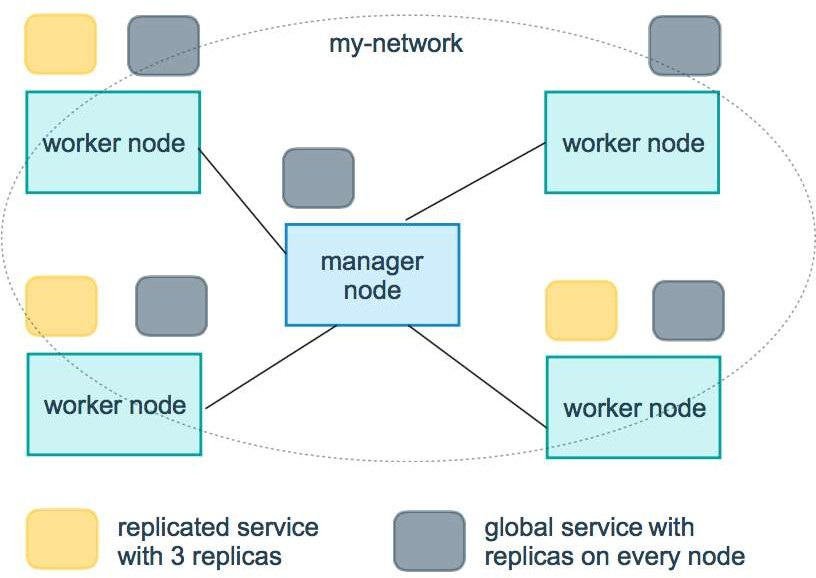 my-network
worker node
worker node
manager
node
worker node
worker node
replicated service
with 3 replicas
global service with
replicas on every node